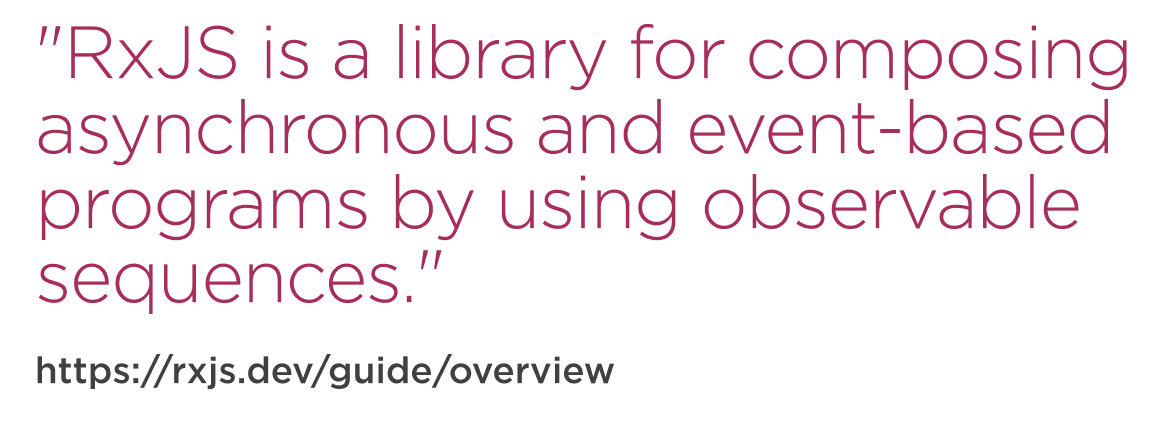 "RxJS is a library for composing
asynchronous and event-based
programs by using observable
sequences."
https://rxjs.dev/guide/overview